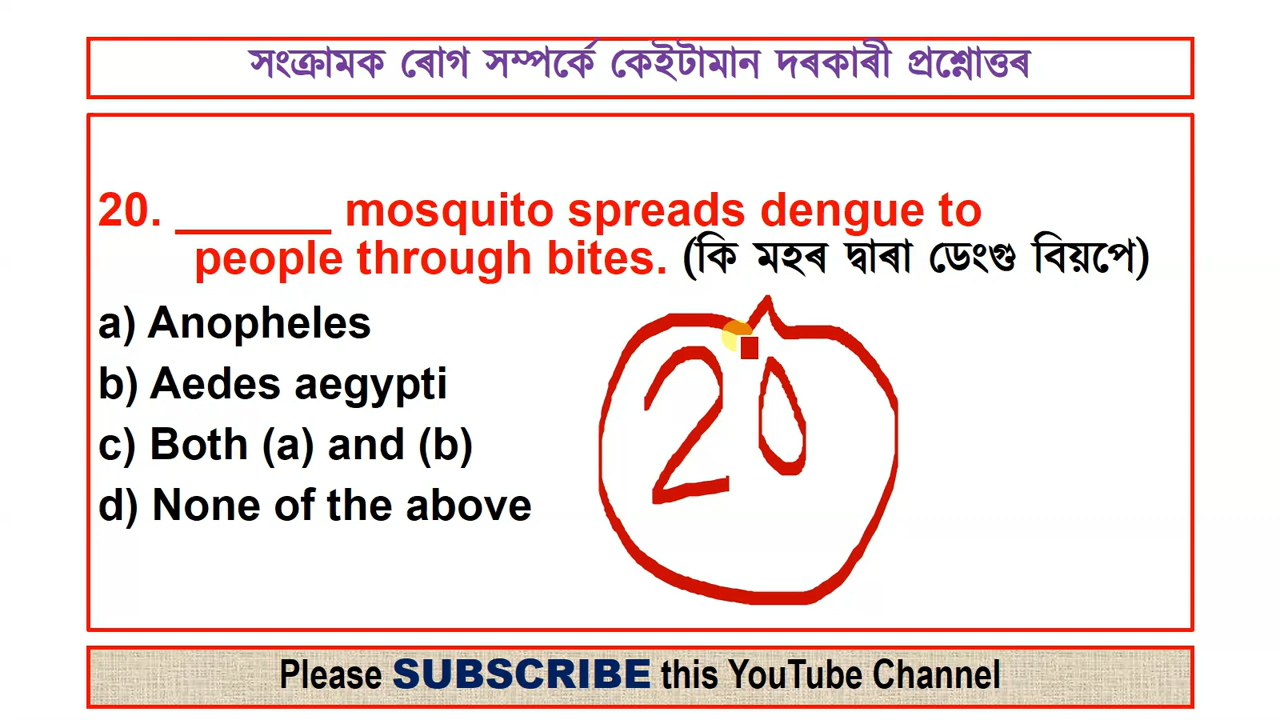 সংক্ৰামক ৰোগ সম্পৰ্কে কেইটামান দৰকাৰী প্ৰশ্নোত্তৰ
20. ______ mosquito spreads dengue to
people through bites. (কি মহৰ দ্বাৰা ডেংগু বিয়পে)
a) Anopheles
b) Aedes aegypti
c) Both (a) and (b)
d) None of the above
20
Please SUBSCRIBE this YouTube Channel